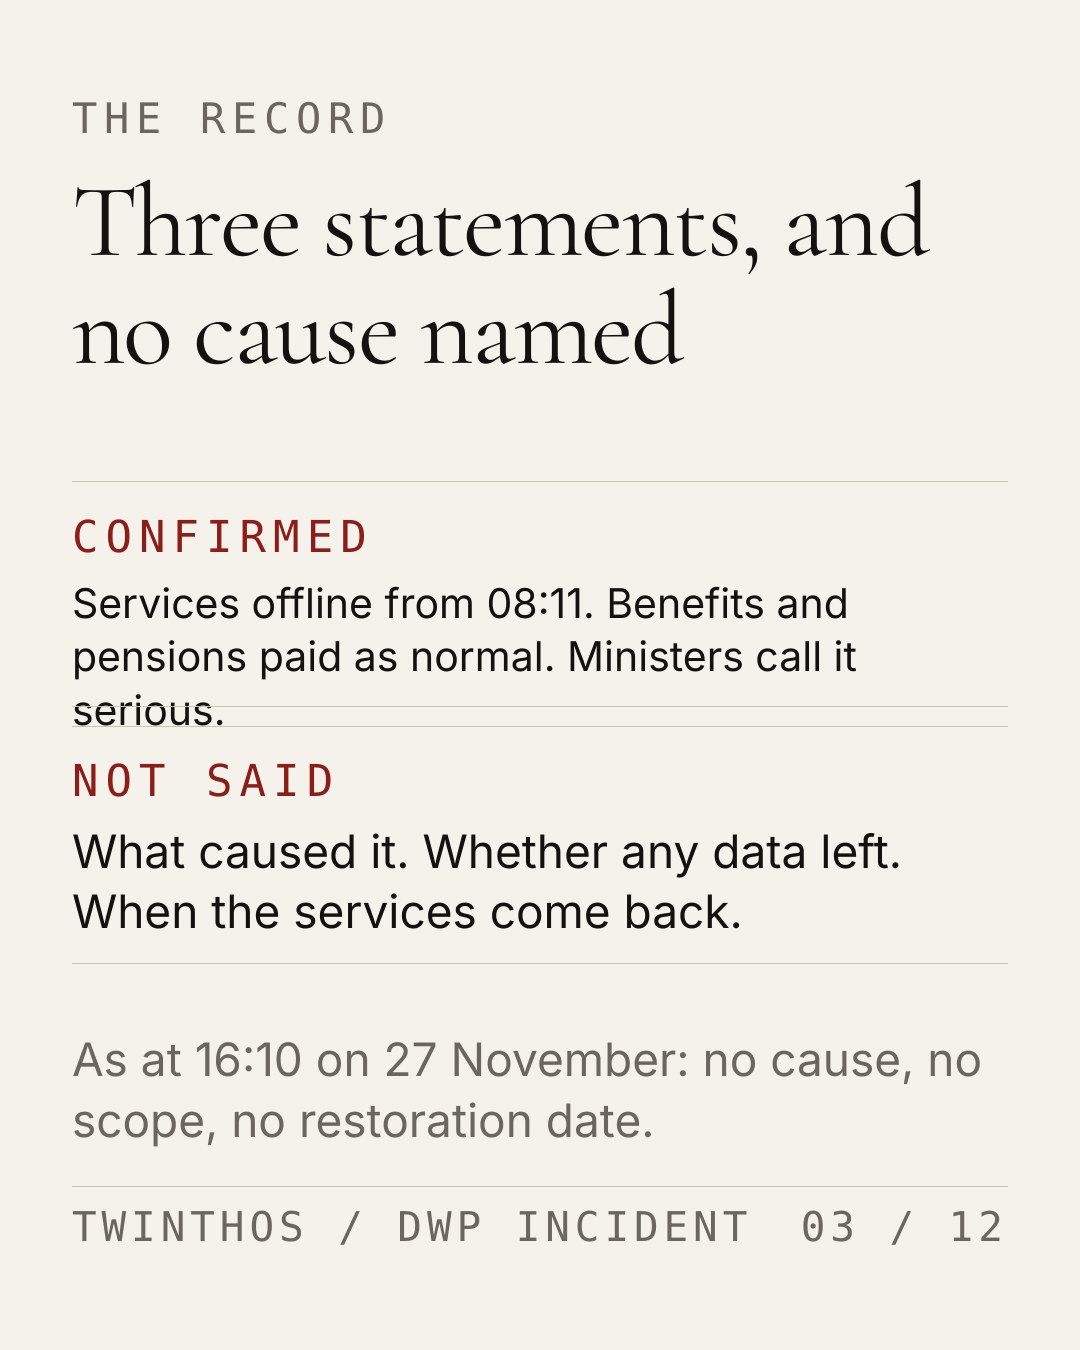 THE RECORD
Three statements, and
no cause named
CONFIRMED
Services offline from 08:11. Benefits and
pensions paid as normal. Ministers call it
serious.
NOT SAID
What caused it. Whether any data left.
When the services come back.
As at 16:10 on 27 November: no cause, no
scope, no restoration date.
TWINTHOS / DWP INCIDENT 03 / 12